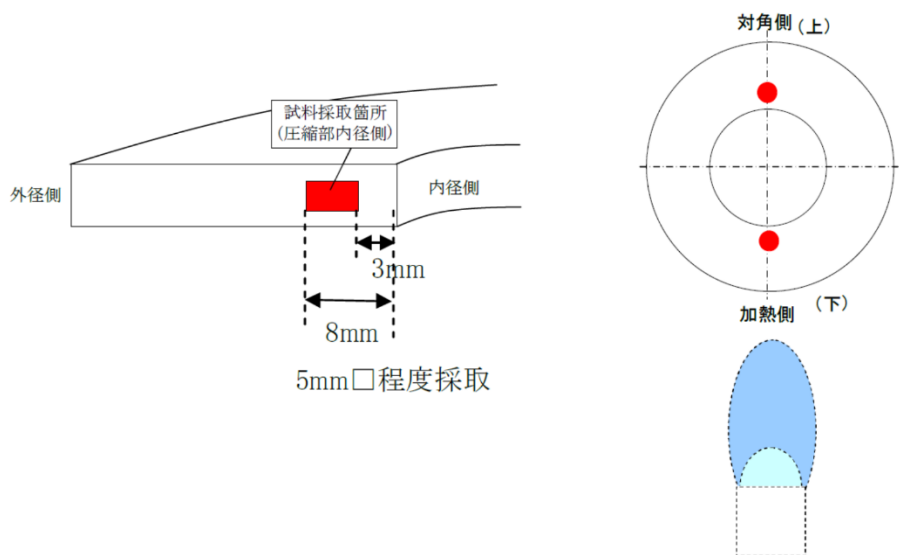 試料採取箇所
(圧縮部内径側)
外径側
内径側
3mm
8mm
5mm□程度採取
対角側(上)
加熱側
(下)